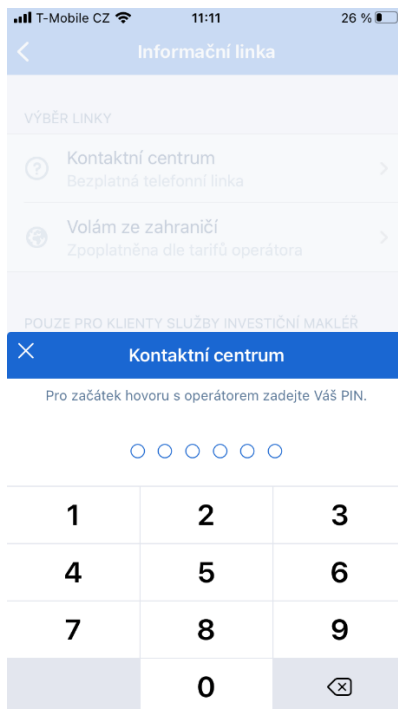 T-Mobile CZ 11:11 26 %
Informační linka
VÝBĚR LINKY
Kontaktní centrum
Bezplatná telefonní linka
Volám ze zahraničí
Zpoplatněna dle tarifů operátora
POUZE PRO KLIENTY SLUŽBY INVESTIČNÍ MAKLÉŘ
Kontaktní centrum
Pro začátek hovoru s operátorem zadejte Váš PIN.
1 2 3
4 5 6
7 8 9
0